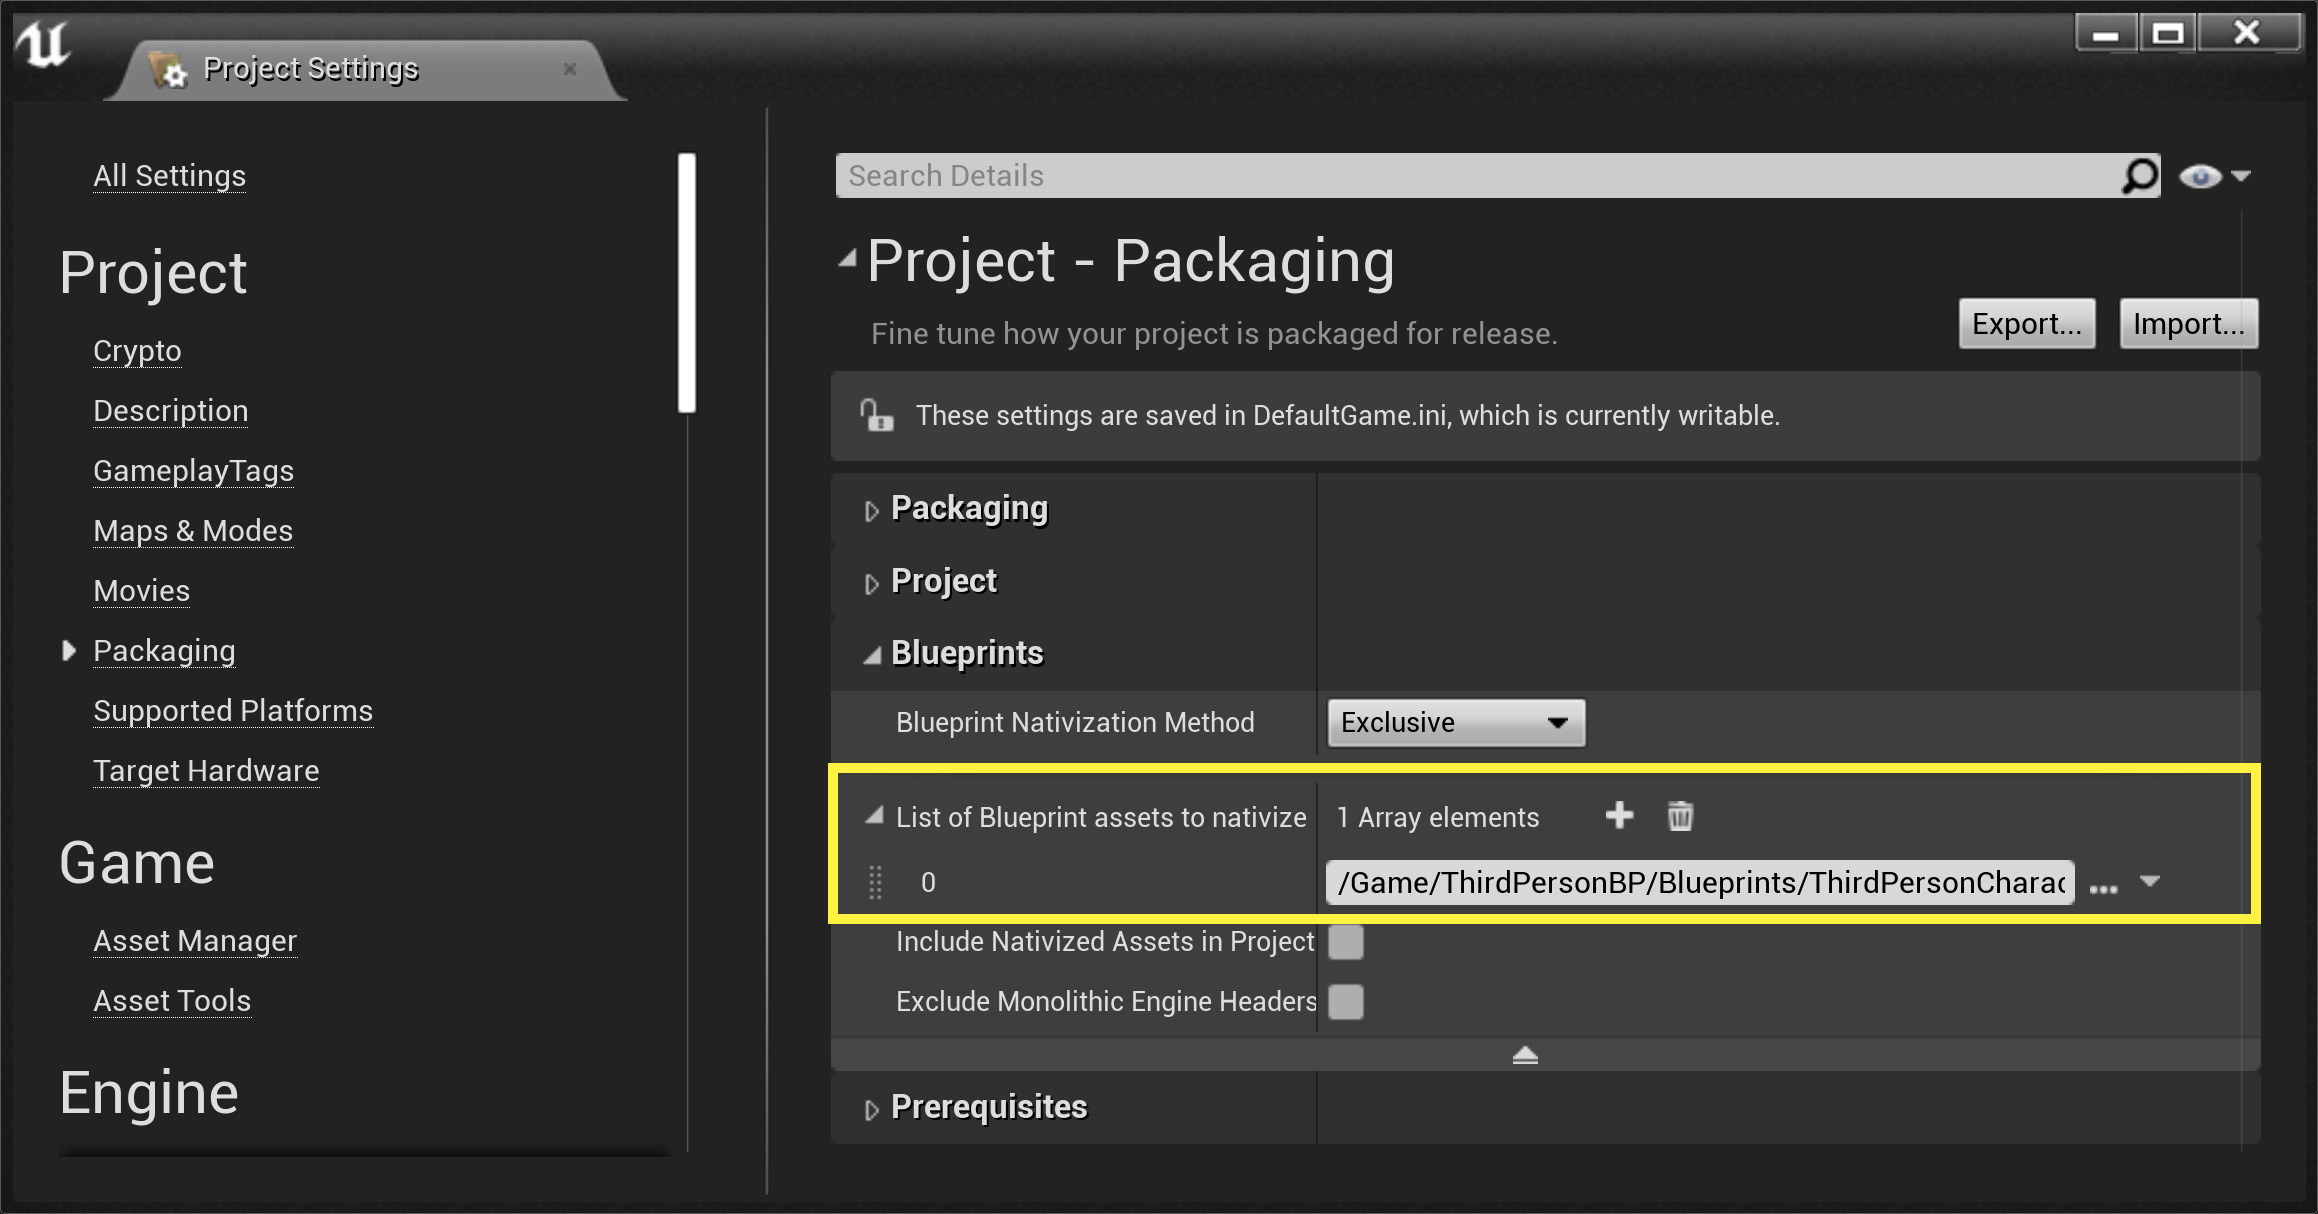 Project Settings
All Settings
Project
Crypto
Description
GameplayTags
Maps & Modes
Movies
Packaging
Supported Platforms
Target Hardware
Game
Asset Manager
Asset Tools
Engine
Search Details
Project - Packaging
Fine tune how your project is packaged for release.
Export...
Import...
These settings are saved in DefaultGame.ini, which is currently writable.
Packaging
Project
Blueprints
Blueprint Nativization Method
Exclusive
List of Blueprint assets to nativize
1 Array elements
0
/Game/ThirdPersonBP/Blueprints/ThirdPersonCharac
Include Nativized Assets in Project
Exclude Monolithic Engine Headers
Prerequisites